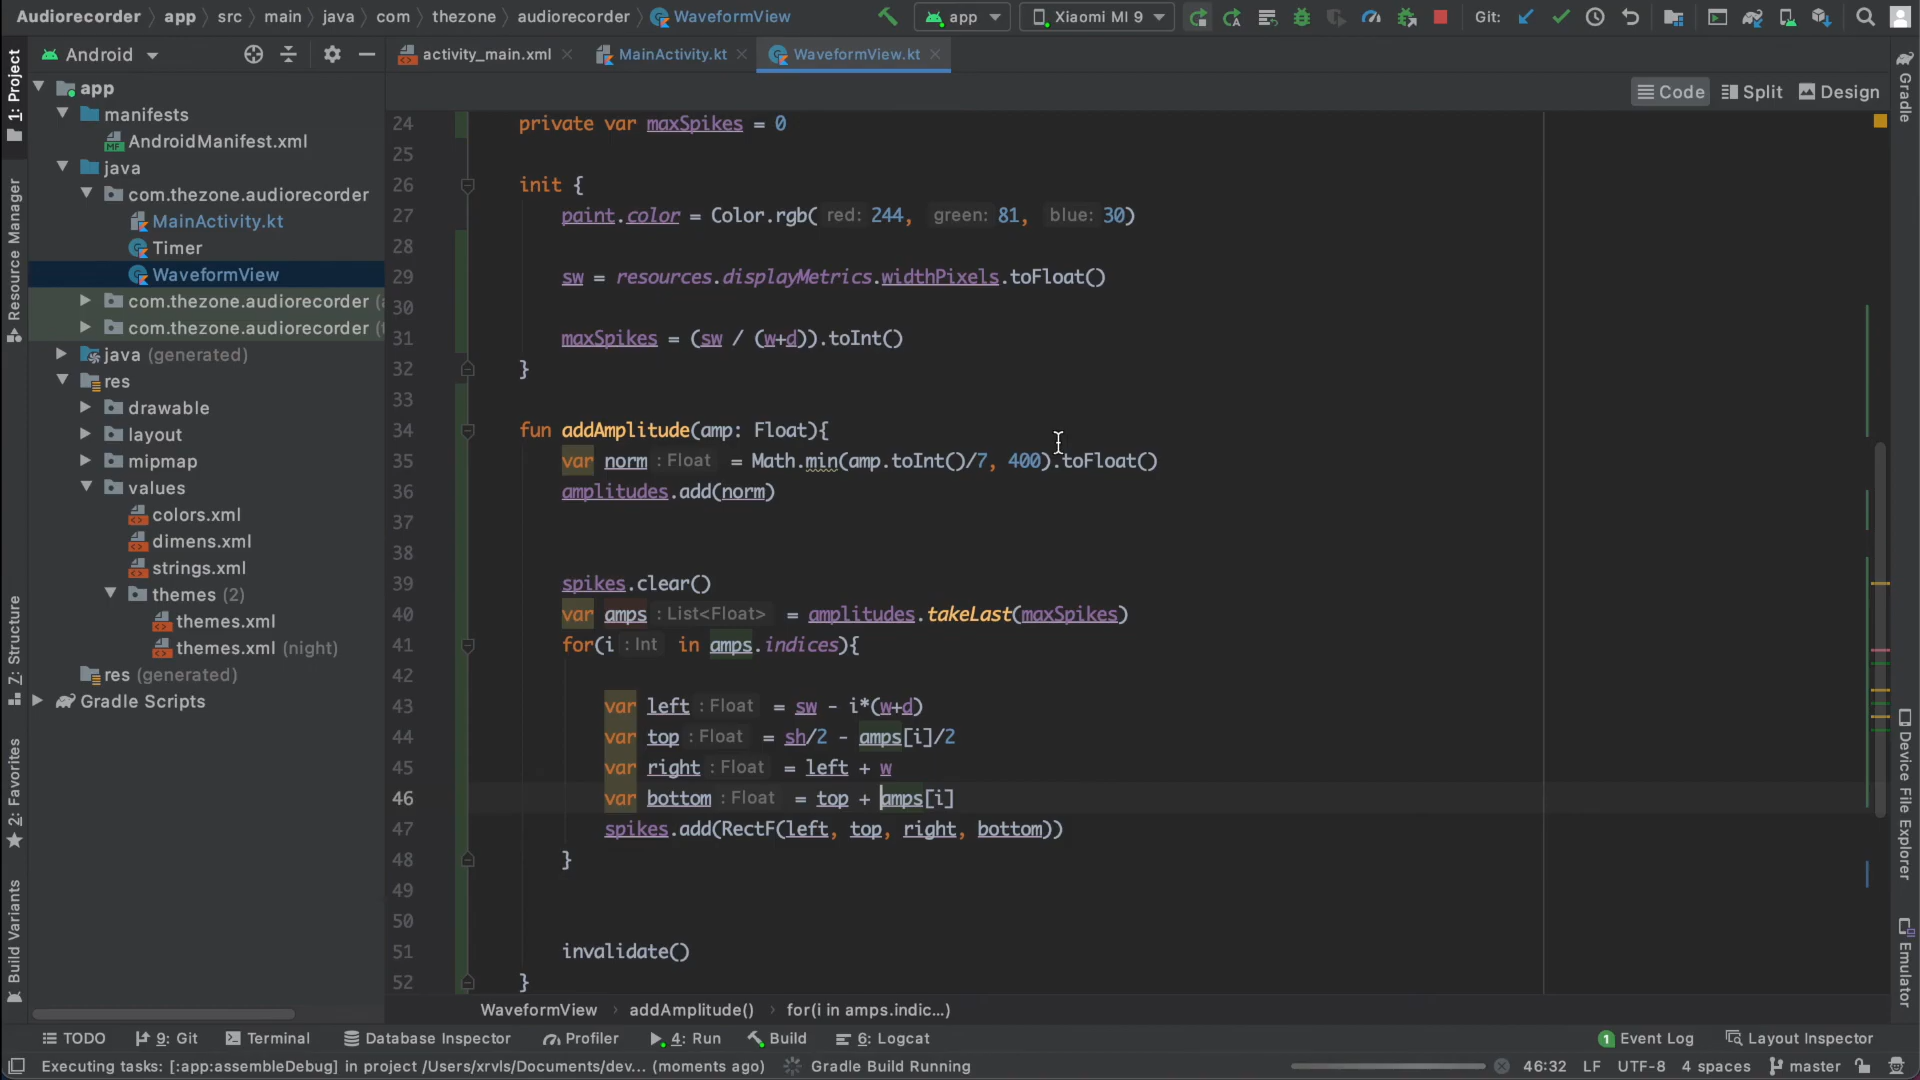 Audiorecorder app src main java com thezone audiorecorder WaveformView app Xiaomi MI 9 Git:
Android activity_main.xml MainActivity.kt WaveformView.kt
Code Split Design
1: Project
Resource Manager
Z: Structure
2: Favorites
Build Variants
app
manifests
AndroidManifest.xml
java
com.thezone.audiorecorder
MainActivity.kt
Timer
WaveformView
com.thezone.audiorecorder
com.thezone.audiorecorder
java (generated)
res
drawable
layout
mipmap
values
colors.xml
dimens.xml
strings.xml
themes (2)
themes.xml
themes.xml (night)
res (generated)
Gradle Scripts
24 private var maxSpikes = 0
25
26 init {
27 paint.color = Color.rgb( red: 244, green: 81, blue: 30)
28
29 sw = resources.displayMetrics.widthPixels.toFloat()
30
31 maxSpikes = (sw / (w+d)).toInt()
32 }
33
34 fun addAmplitude(amp: Float){
35 var norm : Float = Math.min(amp.toInt()/7, 400).toFloat()
36 amplitudes.add(norm)
37
38
39 spikes.clear()
40 var amps : List<Float> = amplitudes.takeLast(maxSpikes)
41 for(i : Int in amps.indices){
42
43 var left : Float = sw - i*(w+d)
44 var top : Float = sh/2 - amps[i]/2
45 var right : Float = left + w
46 var bottom : Float = top + amps[i]
47 spikes.add(RectF(left, top, right, bottom))
48 }
49
50
51 invalidate()
52 }
Gradle
Device File Explorer
Emulator
WaveformView addAmplitude() for(i in amps.indic...)
TODO 9: Git Terminal Database Inspector Profiler 4: Run Build 6: Logcat 1 Event Log Layout Inspector
Executing tasks: [:app:assembleDebug] in project /Users/xrvls/Documents/dev... (moments ago) Gradle Build Running 46:32 LF UTF-8 4 spaces master